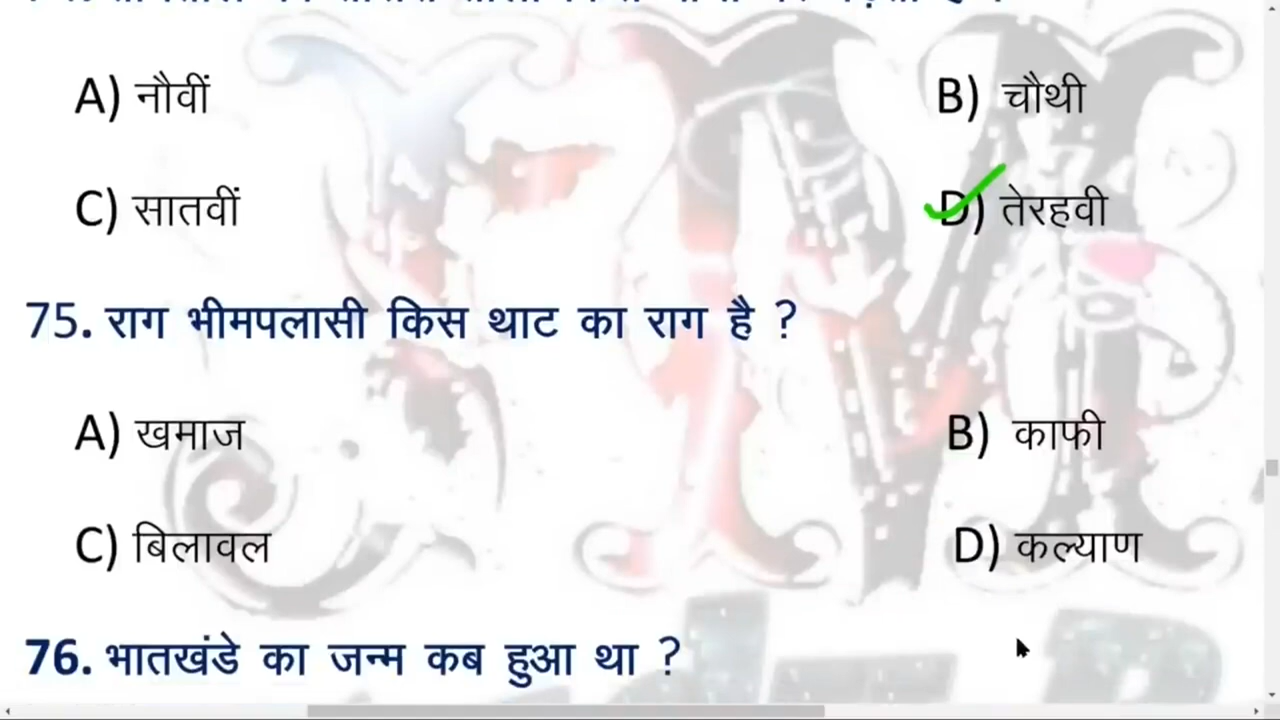 A) नौवीं
B) चौथी
C) सातवीं
D) तेरहवी
75. राग भीमपलासी किस थाट का राग है ?
A) खमाज
B) काफी
C) बिलावल
D) कल्याण
76. भातखंडे का जन्म कब हुआ था ?